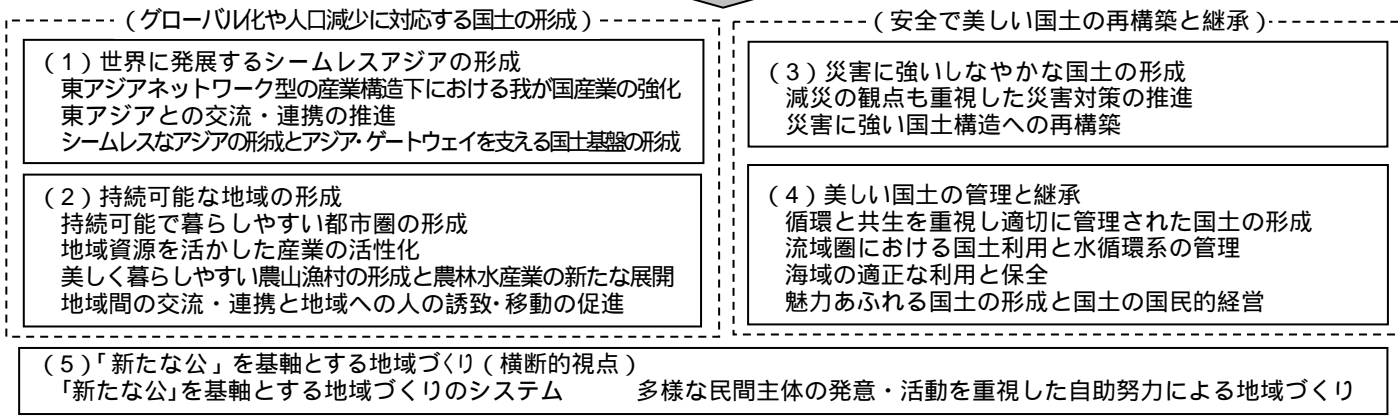 (グローバル化や人口減少に対応する国土の形成)
(1)世界に発展するシームレスアジアの形成
東アジアネットワーク型の産業構造下における我が国産業の強化
東アジアとの交流・連携の推進
シームレスなアジアの形成とアジア・ゲートウェイを支える国土基盤の形成
(2)持続可能な地域の形成
持続可能で暮らしやすい都市圏の形成
地域資源を活かした産業の活性化
美しく暮らしやすい農山漁村の形成と農林水産業の新たな展開
地域間の交流・連携と地域への人の誘致・移動の促進
(安全で美しい国土の再構築と継承)
(3)災害に強いしなやかな国土の形成
減災の観点も重視した災害対策の推進
災害に強い国土構造への再構築
(4)美しい国土の管理と継承
循環と共生を重視し適切に管理された国土の形成
流域圏における国土利用と水循環系の管理
海域の適正な利用と保全
魅力あふれる国土の形成と国土の国民的経営
(5)「新たな公」を基軸とする地域づくり(横断的視点)
「新たな公」を基軸とする地域づくりのシステム 多様な民間主体の発意・活動を重視した自助努力による地域づくり